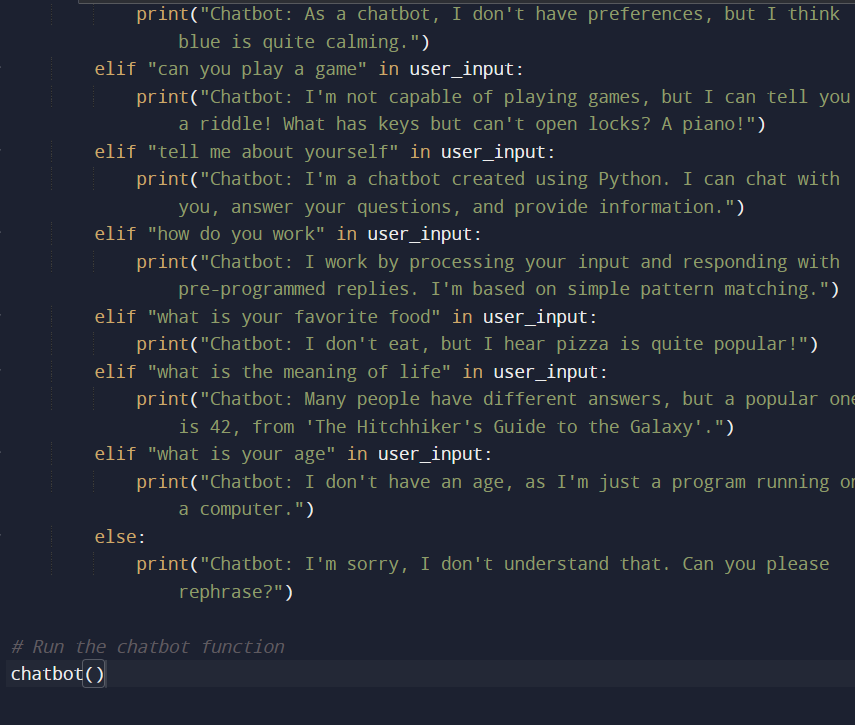 print("Chatbot: As a chatbot, I don't have preferences, but I think
blue is quite calming.")
elif "can you play a game" in user_input:
print("Chatbot: I'm not capable of playing games, but I can tell you
a riddle! What has keys but can't open locks? A piano!")
elif "tell me about yourself" in user_input:
print("Chatbot: I'm a chatbot created using Python. I can chat with
you, answer your questions, and provide information.")
elif "how do you work" in user_input:
print("Chatbot: I work by processing your input and responding with
pre-programmed replies. I'm based on simple pattern matching.")
elif "what is your favorite food" in user_input:
print("Chatbot: I don't eat, but I hear pizza is quite popular!")
elif "what is the meaning of life" in user_input:
print("Chatbot: Many people have different answers, but a popular one
is 42, from 'The Hitchhiker's Guide to the Galaxy'.")
elif "what is your age" in user_input:
print("Chatbot: I don't have an age, as I'm just a program running on
a computer.")
else:
print("Chatbot: I'm sorry, I don't understand that. Can you please
rephrase?")
# Run the chatbot function
chatbot()